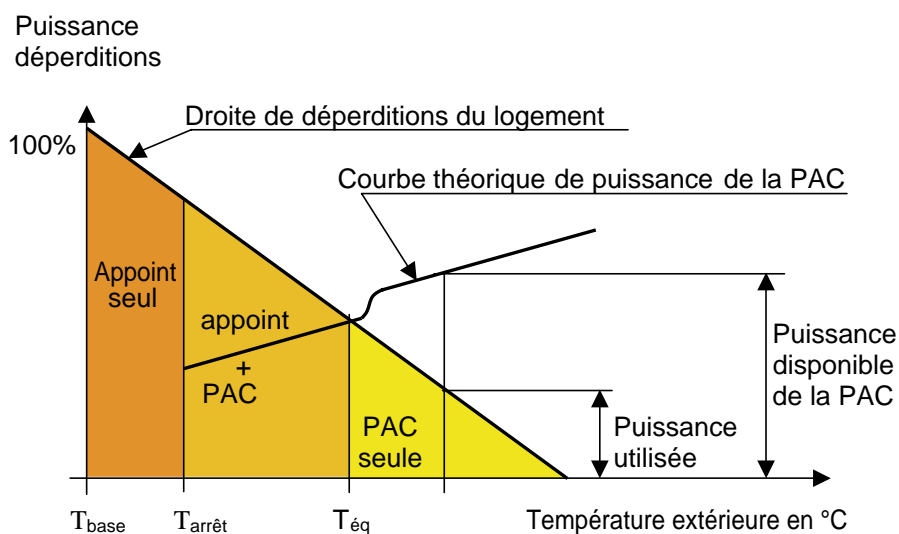 Puissance
déperditions
Droite de déperditions du logement
100%
Courbe théorique de puissance de la PAC
Appoint
seul
appoint
+
PAC
PAC
seule
Puissance
utilisée
Puissance
disponible
de la PAC
Tbase
Tarrêt
Téq
Température extérieure en °C